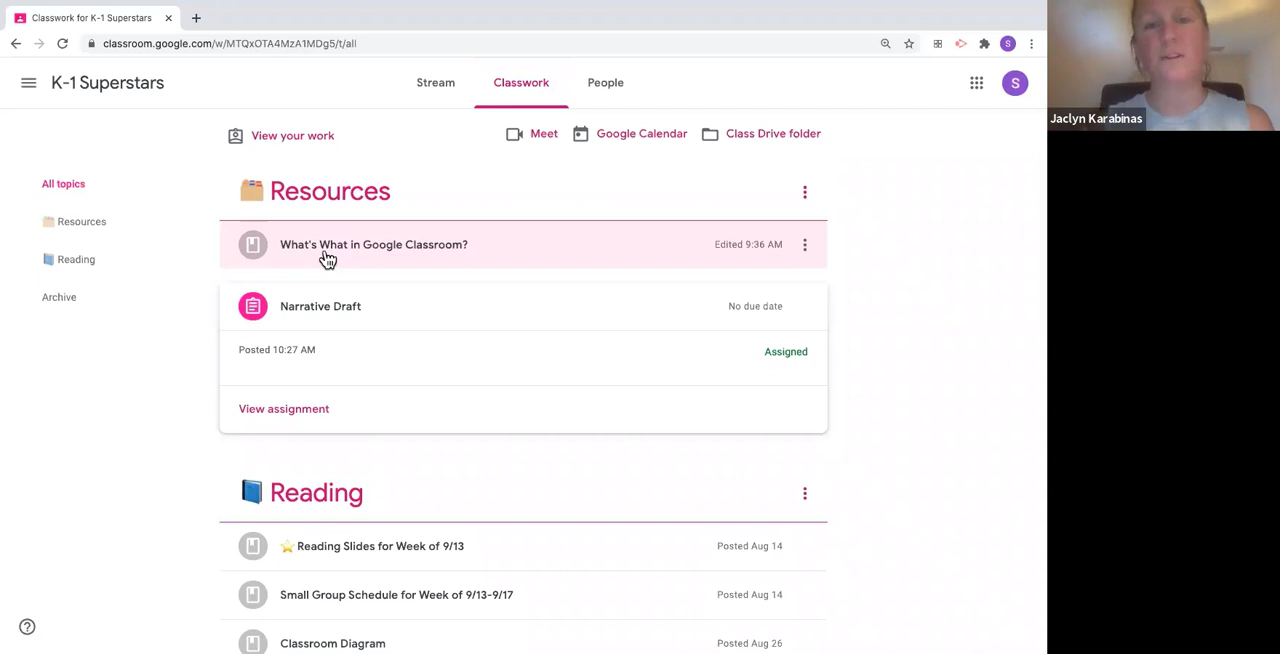 Classwork for K-1 Superstars
classroom.google.com/w/MTQxOTA4MzA1MDg5/t/all
S
K-1 Superstars
Stream
Classwork
People
S
Jaclyn Karabinas
View your work
Meet
Google Calendar
Class Drive folder
All topics
Resources
Reading
Archive
Resources
What's What in Google Classroom?
Edited 9:36 AM
Narrative Draft
No due date
Posted 10:27 AM
Assigned
View assignment
Reading
Reading Slides for Week of 9/13
Posted Aug 14
Small Group Schedule for Week of 9/13-9/17
Posted Aug 14
Classroom Diagram
Posted Aug 26